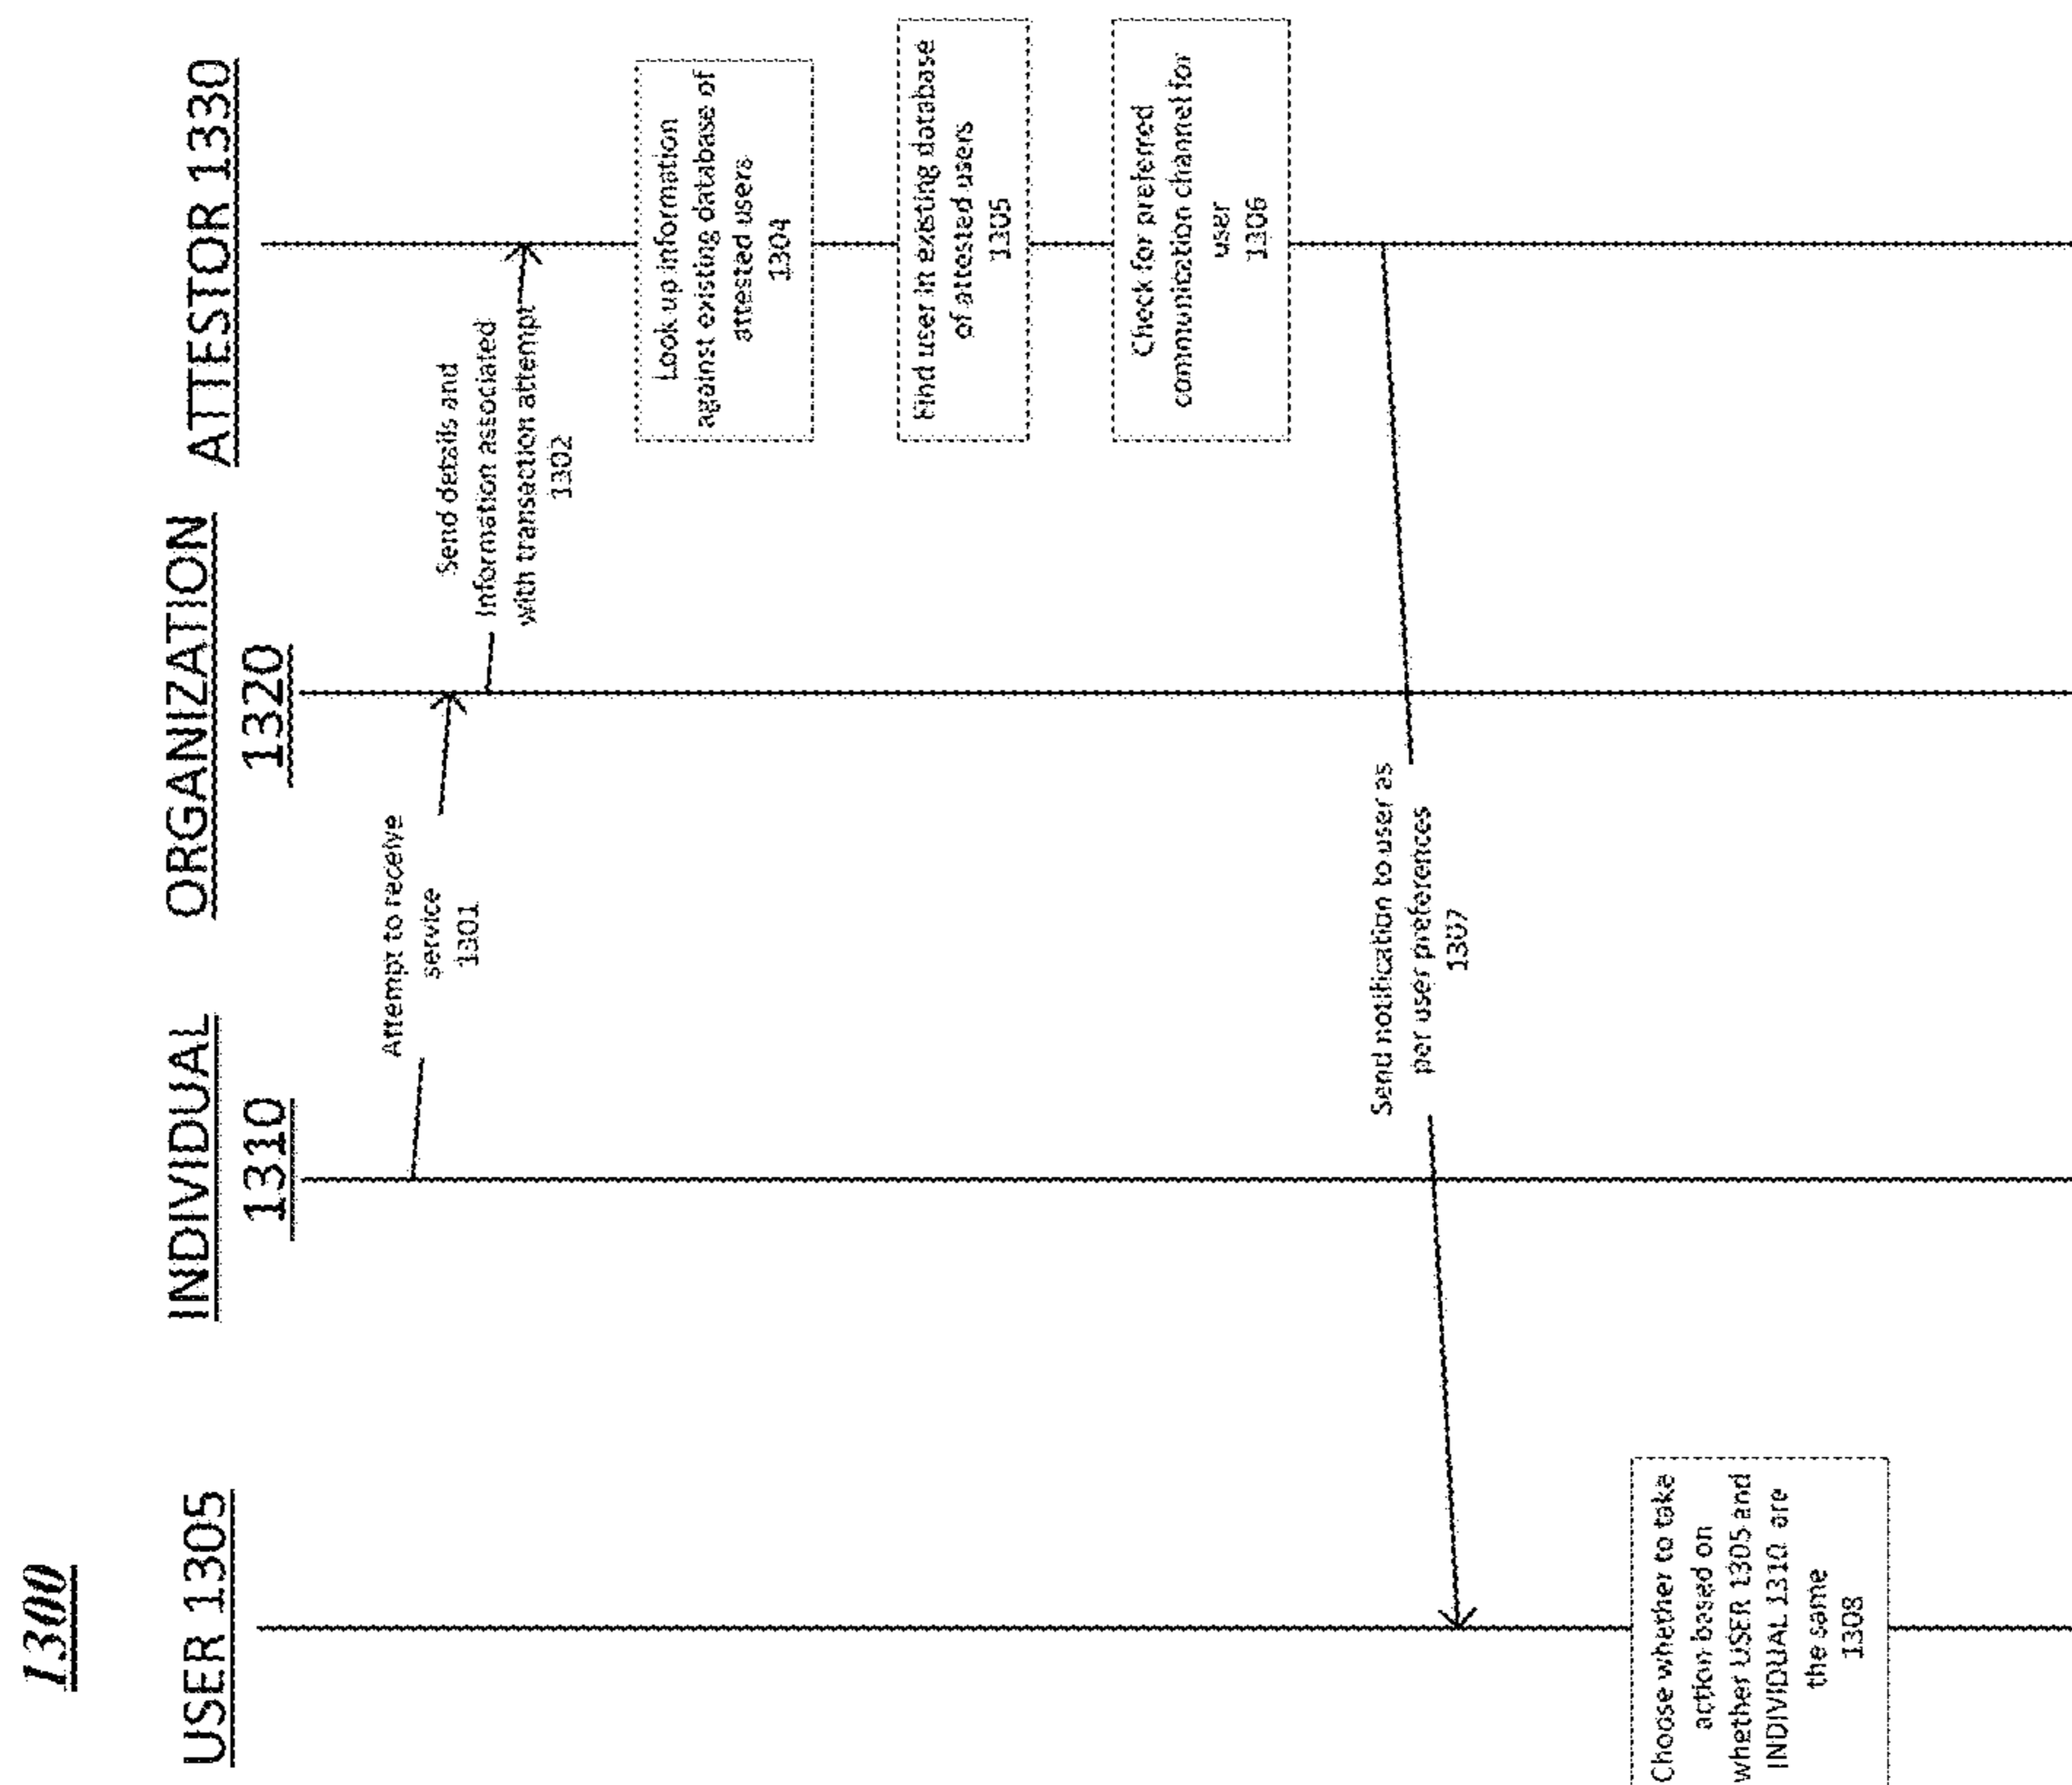 1300
USER 1305
INDIVIDUAL
1310
ORGANIZATION
1320
ATTESTOR 1330
Attempt to receive
service
1301
Send details and
information associated
with transaction attempt
1302
Look up information
against existing database of
attested users
1304
Find user in existing database
of attested users
1305
Check for preferred
communication channel for
user
1306
Send notification to user as
per user preferences
1307
Choose whether to take
action based on
whether USER 1305 and
INDIVIDUAL 1310 are
the same
1308